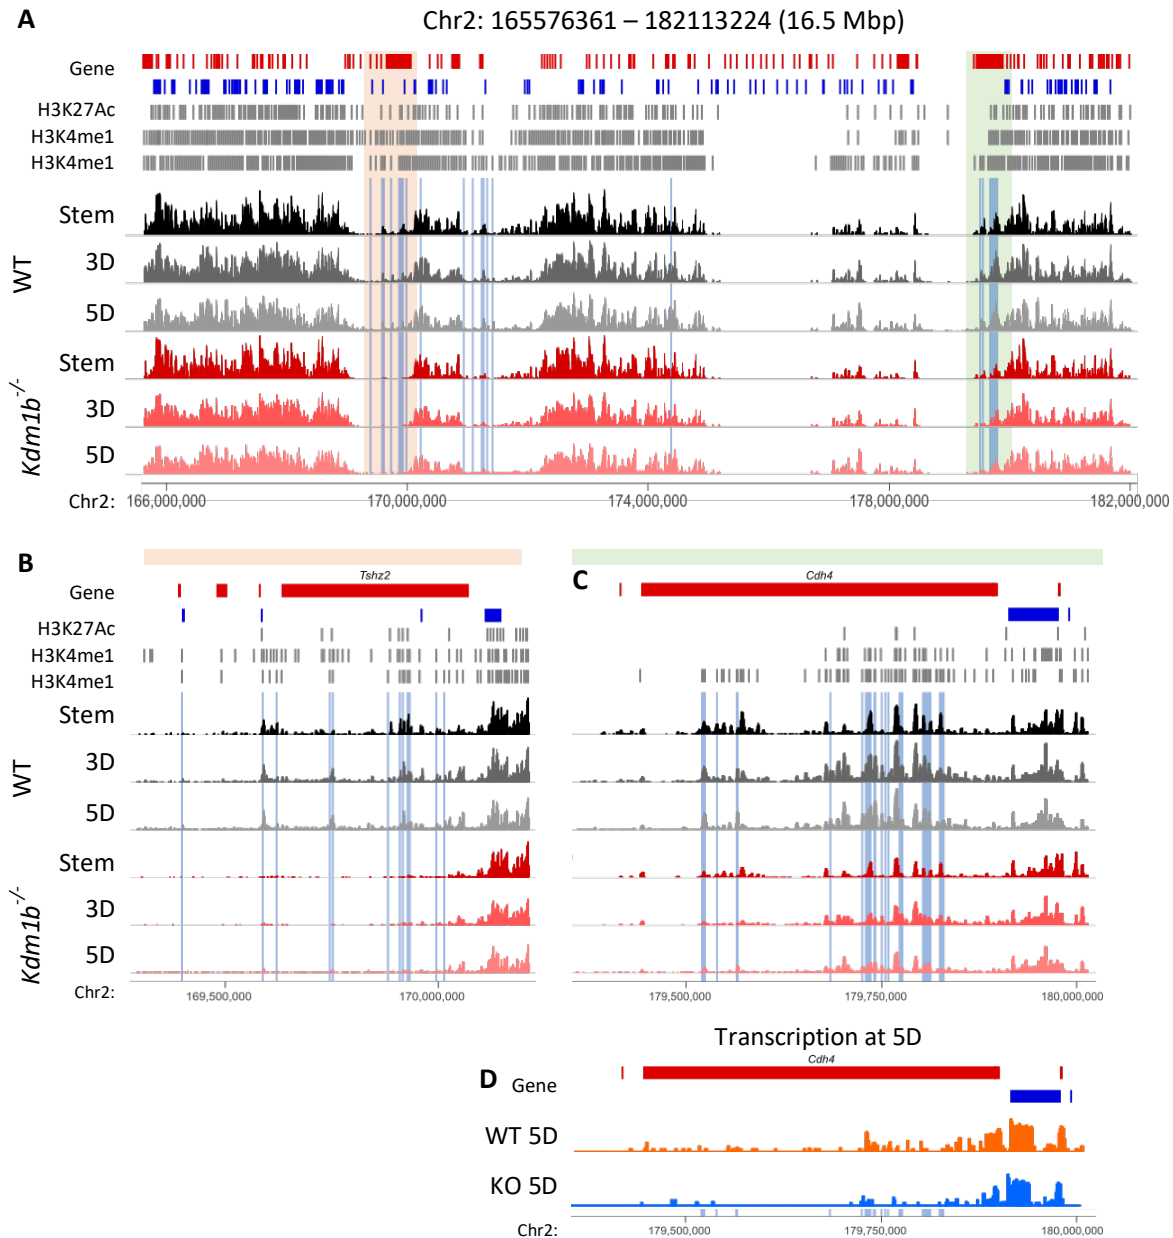 A
Chr2: 165576361 – 182113224 (16.5 Mbp)
Gene
H3K27Ac
H3K4me1
H3K4me1
Stem
WT
3D
5D
Stem
Kdm1b-/-
3D
5D
Chr2:
166,000,000 170,000,000 174,000,000 178,000,000 182,000,000
B
Tshz2
Gene
H3K27Ac
H3K4me1
H3K4me1
Stem
WT
3D
5D
Stem
Kdm1b-/-
3D
5D
Chr2:
169,500,000 170,000,000
C
Cdh4
179,500,000 179,750,000 180,000,000
Transcription at 5D
D
Cdh4
Gene
WT 5D
KO 5D
Chr2:
179,500,000 179,750,000 180,000,000